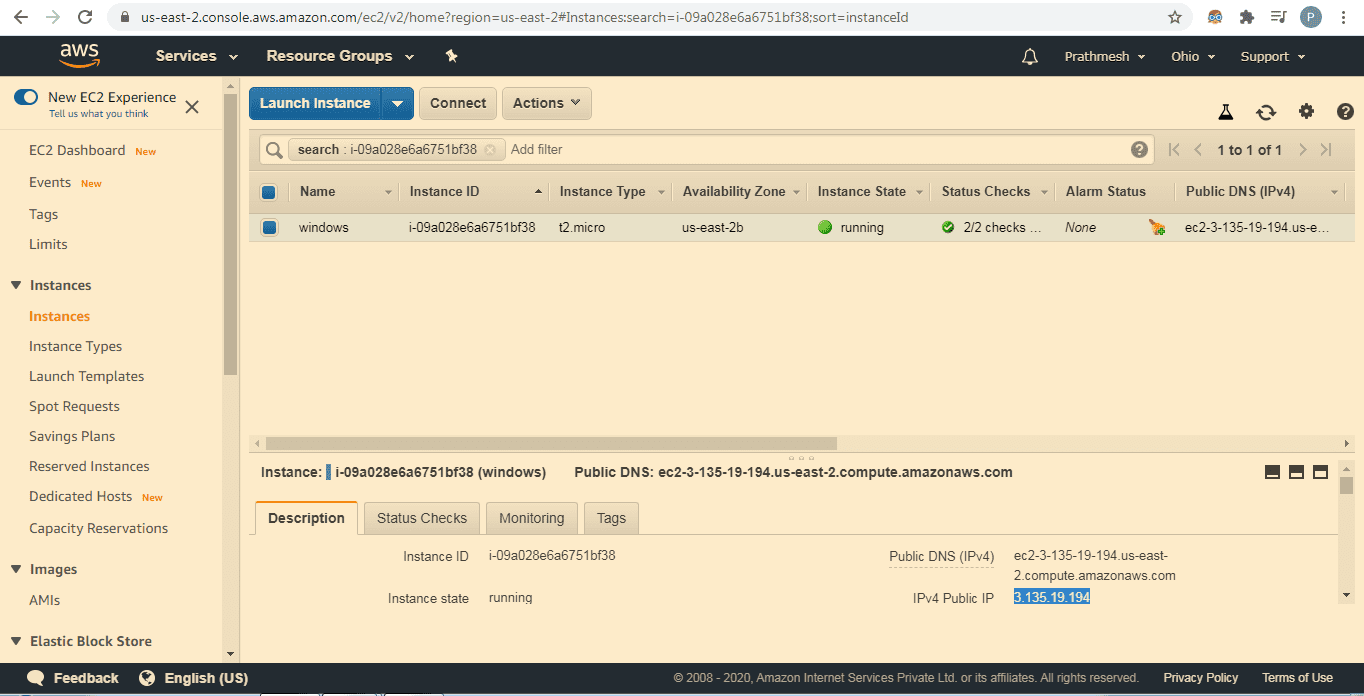 us-east-2.console.aws.amazon.com/ec2/v2/home?region=us-east-2#Instances:search=i-09a028e6a6751bf38;sort=instanceId
P
aws Services Resource Groups Prathmesh Ohio Support
New EC2 Experience
Tell us what you think
EC2 Dashboard New
Events New
Tags
Limits
Instances
Instances
Instance Types
Launch Templates
Spot Requests
Savings Plans
Reserved Instances
Dedicated Hosts New
Capacity Reservations
Images
AMIs
Elastic Block Store
Launch Instance Connect Actions
search : i-09a028e6a6751bf38 Add filter 1 to 1 of 1
Name Instance ID Instance Type Availability Zone Instance State Status Checks Alarm Status Public DNS (IPv4)
windows i-09a028e6a6751bf38 t2.micro us-east-2b running 2/2 checks ... None ec2-3-135-19-194.us-e...
Instance: i-09a028e6a6751bf38 (windows) Public DNS: ec2-3-135-19-194.us-east-2.compute.amazonaws.com
Description Status Checks Monitoring Tags
Instance ID i-09a028e6a6751bf38 Public DNS (IPv4) ec2-3-135-19-194.us-east-
2.compute.amazonaws.com
Instance state running IPv4 Public IP 3.135.19.194
Feedback English (US) © 2008 - 2020, Amazon Internet Services Private Ltd. or its affiliates. All rights reserved. Privacy Policy Terms of Use